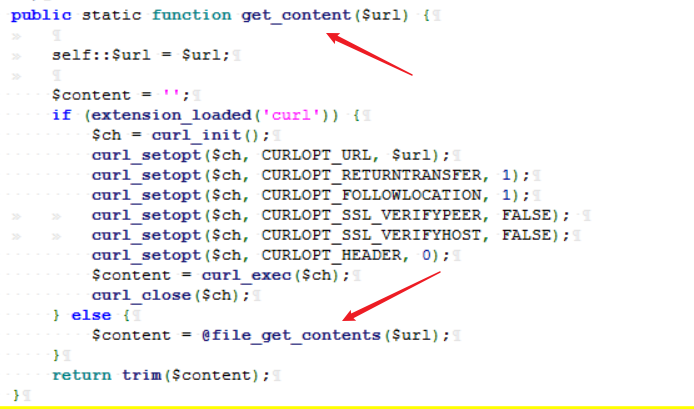 public static function get_content($url) {
self::$url = $url;
$content = '';
if (extension_loaded('curl')) {
$ch = curl_init();
curl_setopt($ch, CURLOPT_URL, $url);
curl_setopt($ch, CURLOPT_RETURNTRANSFER, 1);
curl_setopt($ch, CURLOPT_FOLLOWLOCATION, 1);
curl_setopt($ch, CURLOPT_SSL_VERIFYPEER, FALSE);
curl_setopt($ch, CURLOPT_SSL_VERIFYHOST, FALSE);
curl_setopt($ch, CURLOPT_HEADER, 0);
$content = curl_exec($ch);
curl_close($ch);
} else {
$content = @file_get_contents($url);
}
return trim($content);
}